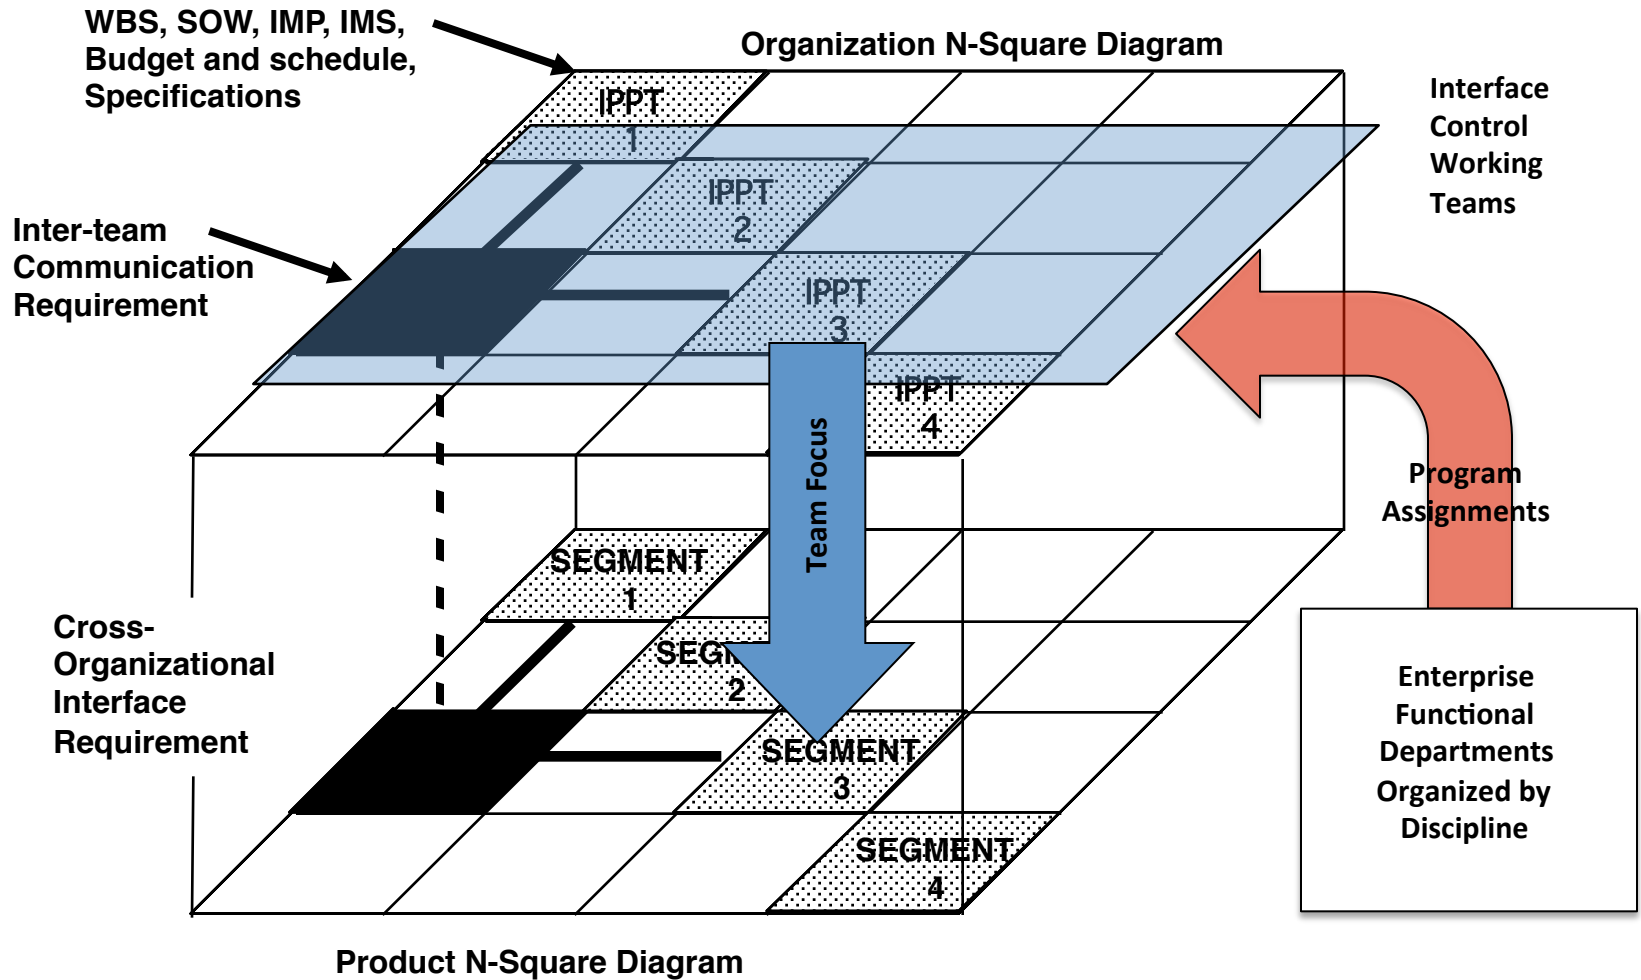 WBS, SOW, IMP, IMS,
Budget and schedule,
Specifications
Organization N-Square Diagram
Interface
Control
Working
Teams
IPPT
1
IPPT
2
IPPT
3
IPPT
4
Inter-team
Communication
Requirement
Team Focus
Program
Assignments
SEGMENT
1
SEGM
2
SEGMENT
3
SEGMENT
4
Cross-
Organizational
Interface
Requirement
Enterprise
Functional
Departments
Organized by
Discipline
Product N-Square Diagram